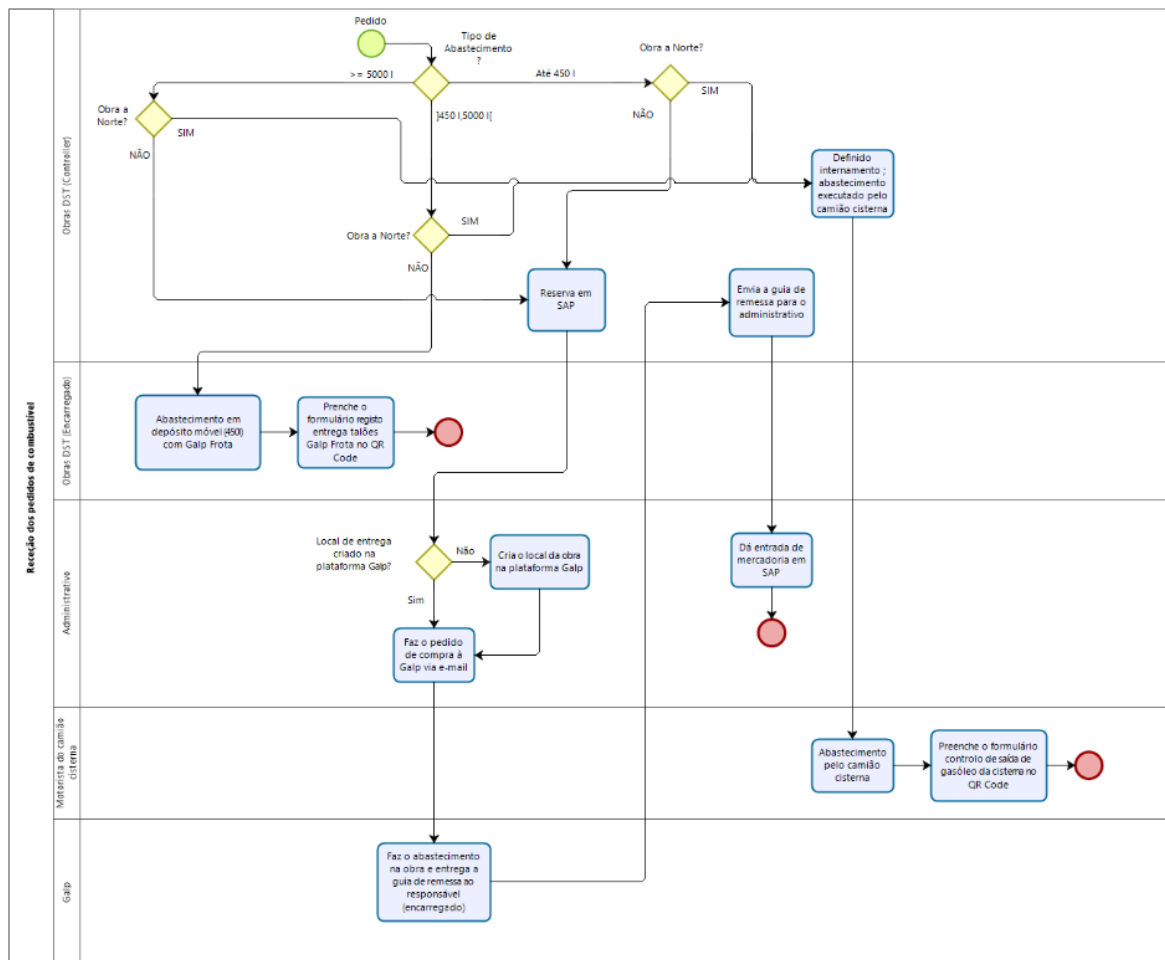 Receção dos pedidos de combustível
Obras DST (Controller)
Pedido
Tipo de
Abastecimento
?
Obra a Norte?
> = 5000 l
Até 450 l
SIM
Obra a
Norte?
]450 l,5000 l[
NÃO
SIM
NÃO
Definido
internamento ;
abastecimento
executado pelo
camião cisterna
SIM
Obra a Norte?
NÃO
Reserva em
SAP
Envia a guia de
remessa para o
administrativo
Obras DST (Encarregado)
Abastecimento em
depósito móvel (450l)
com Galp Frota
Prenche o
formulário registo
entrega talões
Galp Frota no QR
Code
Administrativo
Local de entrega
criado na
plataforma Galp?
Não
Cria o local da obra
na plataforma Galp
Sim
Dá entrada de
mercadoria em
SAP
Faz o pedido
de compra à
Galp via e-mail
Motorista do camião
cisterna
Abastecimento
pelo camião
cisterna
Preenche o formulário
controlo de saída de
gasóleo da cisterna no
QR Code
Galp
Faz o abastecimento
na obra e entrega a
guia de remessa ao
responsável
(encarregado)